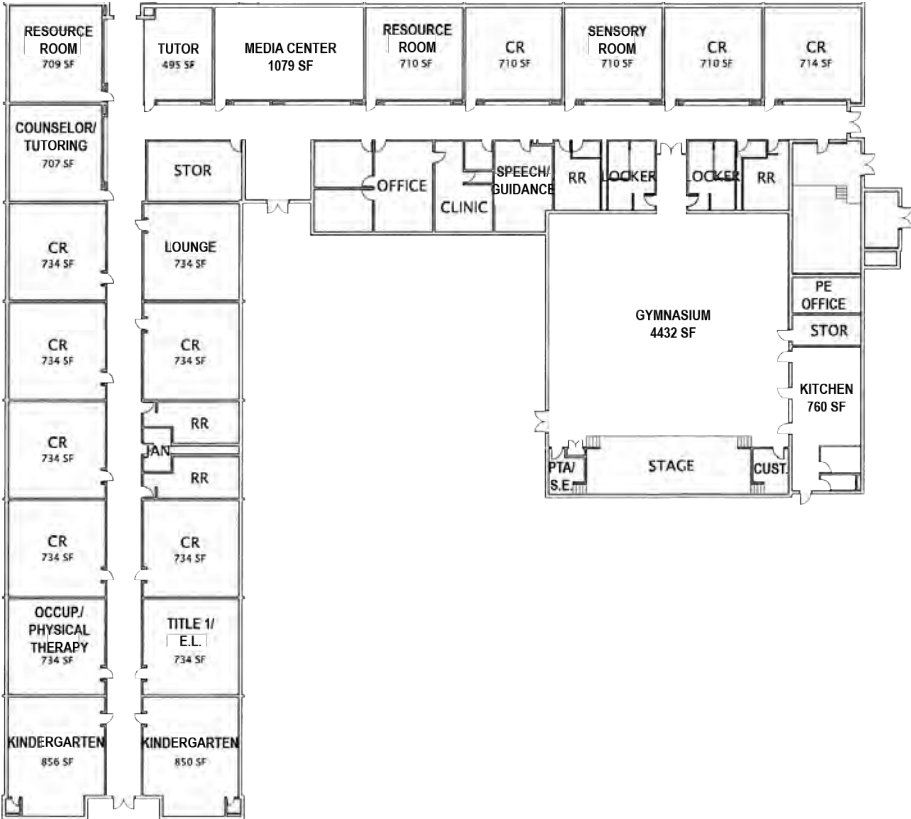 RESOURCE
ROOM
709 SF
TUTOR
495 SF
MEDIA CENTER
1079 SF
RESOURCE
ROOM
710 SF
CR
710 SF
SENSORY
ROOM
710 SF
CR
710 SF
CR
714 SF
COUNSELOR/
TUTORING
707 SF
STOR
OFFICE
CLINIC
SPEECH/
GUIDANCE
RR
LOCKER
LOCKER
RR
CR
734 SF
LOUNGE
734 SF
PE
OFFICE
GYMNASIUM
4432 SF
STOR
CR
734 SF
CR
734 SF
KITCHEN
760 SF
RR
CR
734 SF
JAN
RR
PTA/
S.E.
STAGE
CUST.
CR
734 SF
CR
734 SF
OCCUP./
PHYSICAL
THERAPY
734 SF
TITLE 1/
E.L.
734 SF
KINDERGARTEN
856 SF
KINDERGARTEN
850 SF